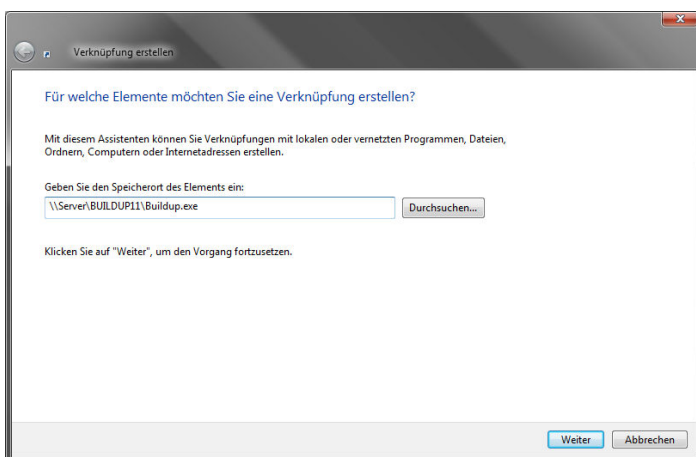 Verknüpfung erstellen
Für welche Elemente möchten Sie eine Verknüpfung erstellen?
Mit diesem Assistenten können Sie Verknüpfungen mit lokalen oder vernetzten Programmen, Dateien,
Ordnern, Computern oder Internetadressen erstellen.
Geben Sie den Speicherort des Elements ein:
\\Server\BUILDUP11\Buildup.exe
Durchsuchen...
Klicken Sie auf "Weiter", um den Vorgang fortzusetzen.
Weiter
Abbrechen